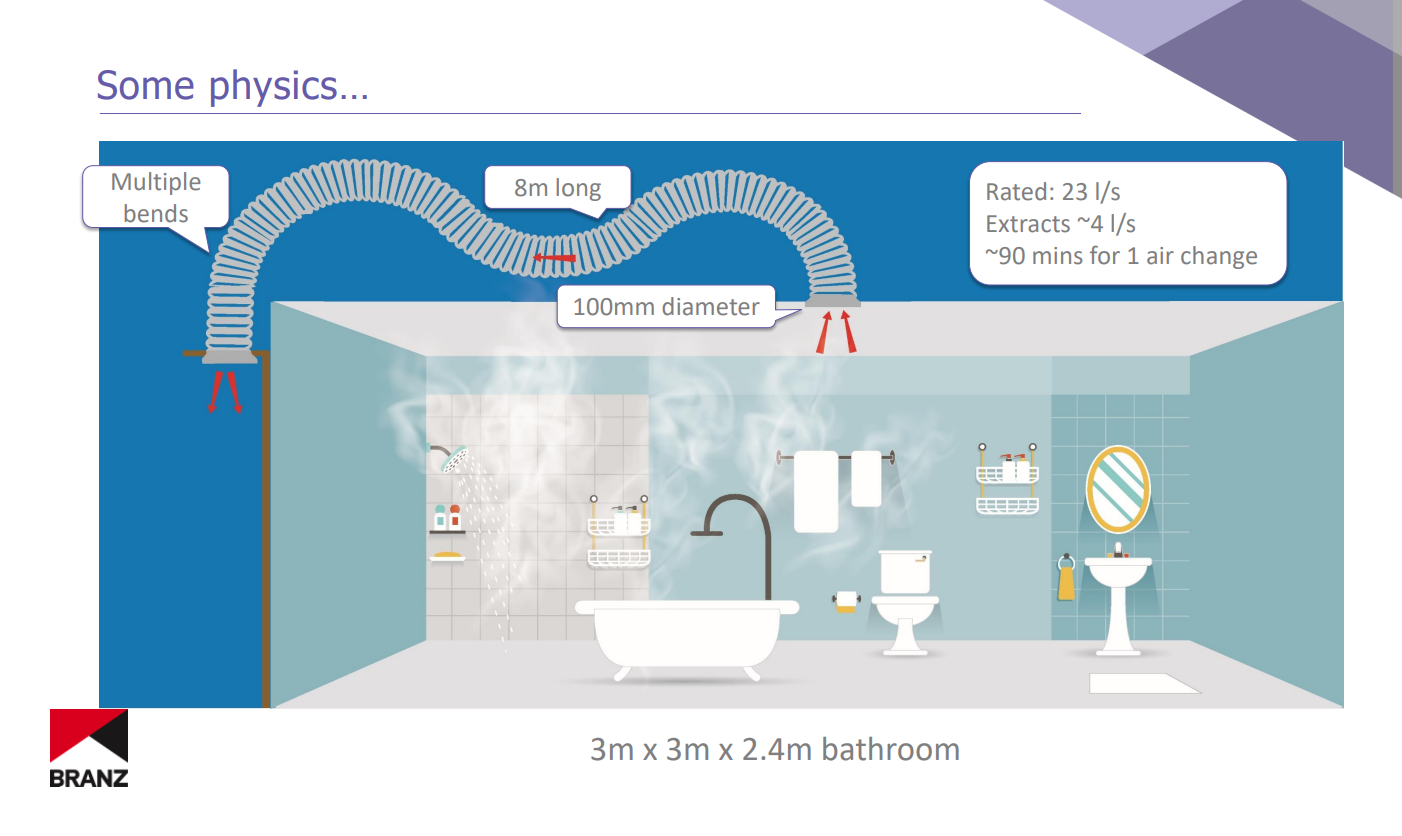 Some physics...
Multiple
bends
8m long
Rated: 23 l/s
Extracts ~4 l/s
~90 mins for 1 air change
100mm diameter
3m x 3m x 2.4m bathroom
BRANZ